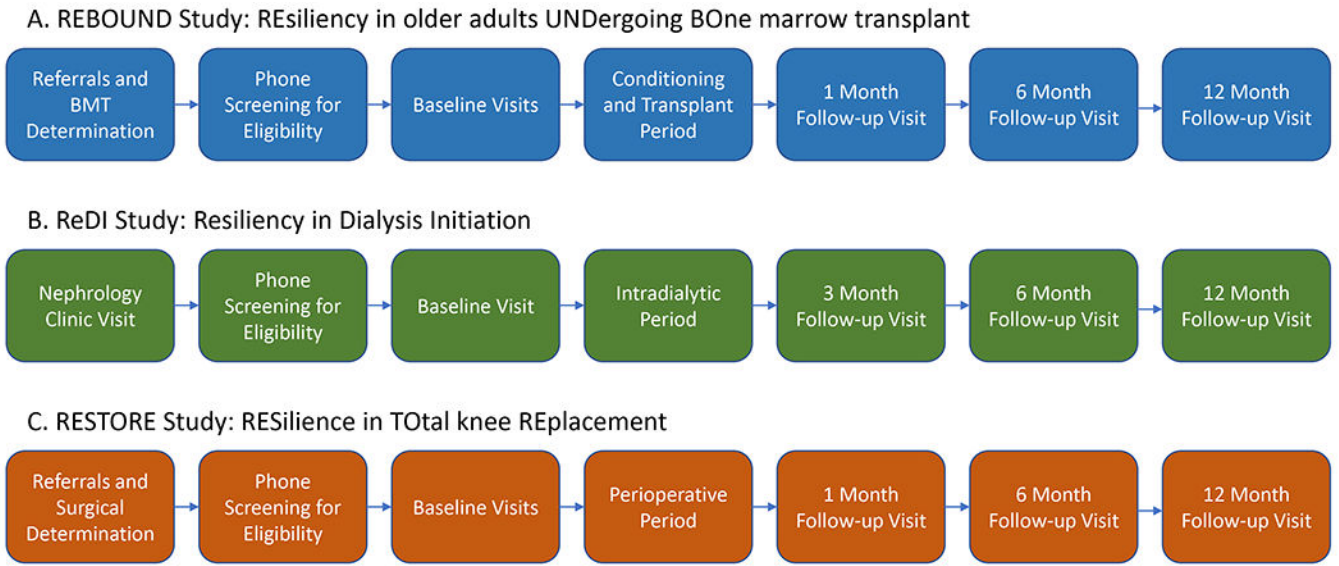 A. REBOUND Study: REsiliency in older adults UNDergoing BOne marrow transplant
Referrals and
BMT
Determination
Phone
Screening for
Eligibility
Baseline Visits
Conditioning
and Transplant
Period
1 Month
Follow-up Visit
6 Month
Follow-up Visit
12 Month
Follow-up Visit
B. ReDI Study: Resiliency in Dialysis Initiation
Nephrology
Clinic Visit
Phone
Screening for
Eligibility
Baseline Visit
Intradialytic
Period
3 Month
Follow-up Visit
6 Month
Follow-up Visit
12 Month
Follow-up Visit
C. RESTORE Study: RESilience in TOtal knee REplacement
Referrals and
Surgical
Determination
Phone
Screening for
Eligibility
Baseline Visits
Perioperative
Period
1 Month
Follow-up Visit
6 Month
Follow-up Visit
12 Month
Follow-up Visit